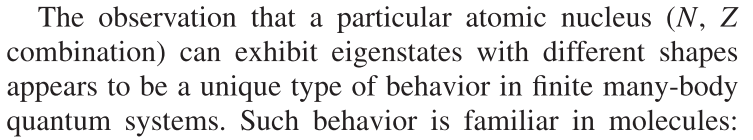 The observation that a particular atomic nucleus (N, Z
combination) can exhibit eigenstates with different shapes
appears to be a unique type of behavior in finite many-body
quantum systems. Such behavior is familiar in molecules: